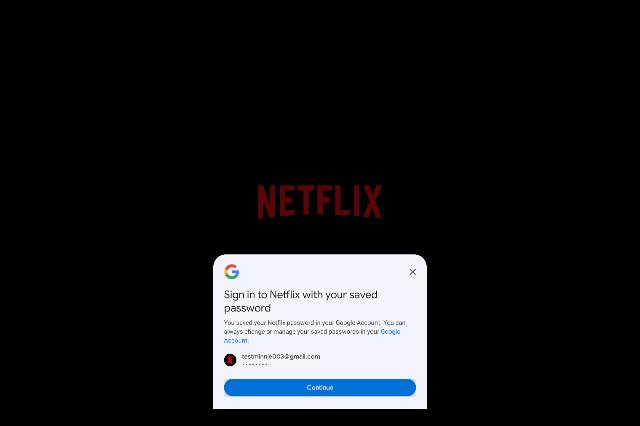 NETFLIX
Sign in to Netflix with your saved
password
You saved your Netflix password in your Google Account. You can
always change or manage your saved passwords in your Google
Account.
testminnie003@gmail.com
••••••••
Continue